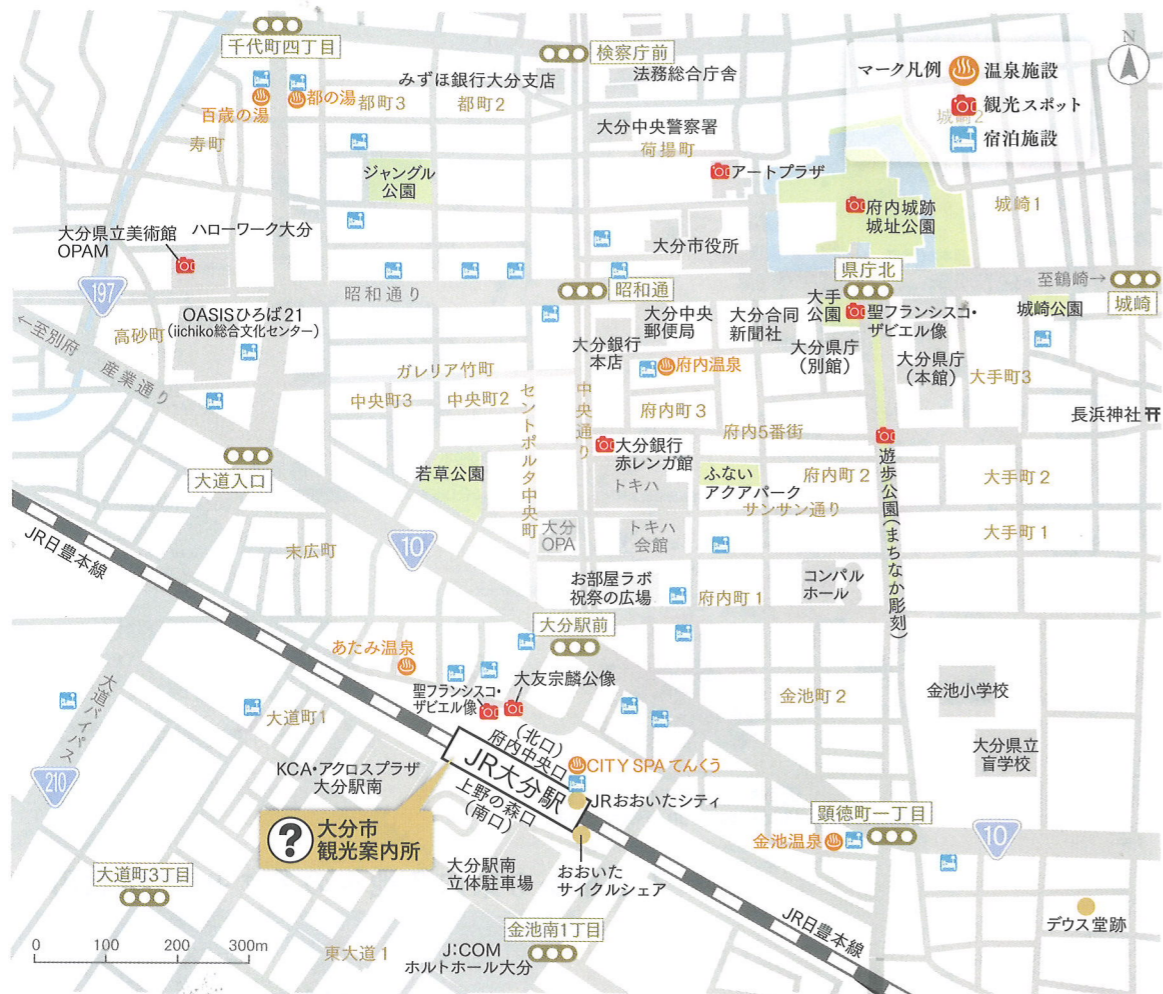 千代町四丁目
検察庁前
N
マーク凡例
温泉施設
観光スポット
宿泊施設
みずほ銀行大分支店
法務総合庁舎
百歳の湯
都の湯
都町3
都町2
寿町
大分中央警察署
荷揚町
城崎2
アートプラザ
ジャングル
公園
府内城跡
城址公園
城崎1
大分県立美術館
OPAM
ハローワーク大分
大分市役所
県庁北
至鶴崎→
城崎
197
昭和通り
昭和通
大手
公園
聖フランシスコ・
ザビエル像
城崎公園
OASISひろば21
(iichiko総合文化センター)
高砂町
←至別府
産業通り
大分中央
郵便局
大分合同
新聞社
大分銀行
本店
府内温泉
大分県庁
(別館)
大分県庁
(本館)
大手町3
ガレリア竹町
中央町3
中央町2
セントポルタ中央町
中央通り
府内町3
府内5番街
長浜神社
大道入口
若草公園
大分銀行
赤レンガ館
トキハ
ふない
アクアパーク
府内町2
サンサン通り
遊歩公園(まちなか彫刻)
大手町2
大手町1
JR日豊本線
末広町
10
大分
OPA
トキハ
会館
お部屋ラボ
祝祭の広場
府内町1
コンパル
ホール
大分駅前
あたみ温泉
聖フランシスコ・
ザビエル像
大友宗麟公像
金池町2
金池小学校
大道バイパス
大道町1
210
(北口)
府内中央口
JR大分駅
上野の森口
(南口)
CITY SPAてんくう
JRおおいたシティ
大分県立
盲学校
KCA・アクロスプラザ
大分駅南
?
大分市
観光案内所
顕徳町一丁目
金池温泉
10
大道町3丁目
大分駅南
立体駐車場
おおいた
サイクルシェア
デウス堂跡
金池南1丁目
JR日豊本線
0 100 200 300m
東大道1
J:COM
ホルトホール大分